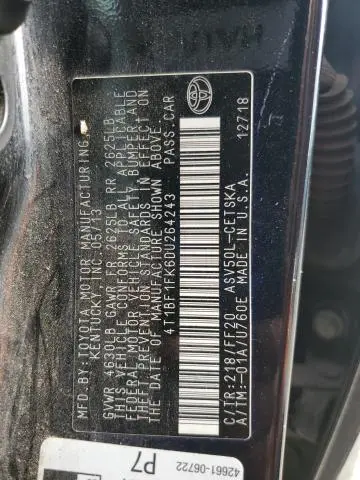 MFD. BY: TOYOTA MOTOR MANUFACTURING,
KENTUCKY, INC. 05/13
GVWR 4630LB GAWR FR 2625LB RR 2625LB
THIS VEHICLE CONFORMS TO ALL APPLICABLE
FEDERAL MOTOR VEHICLE SAFETY, BUMPER, AND
THEFT PREVENTION STANDARDS IN EFFECT ON
THE DATE OF MANUFACTURE SHOWN ABOVE.
4T1BF1FK6DU264243 PASS.CAR
C/TR:218/FF20 ASV50L-CETSKA
A/TM:-01A/U760E MADE IN U.S.A.
12718
42661-06722
P7